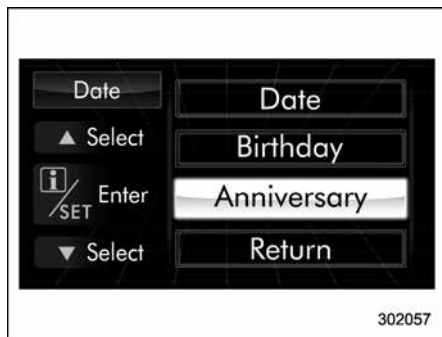 Date
▲ Select
i/SET Enter
▼ Select
Date
Birthday
Anniversary
Return
302057